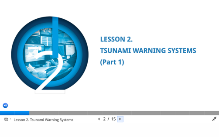 LESSON 2.
TSUNAMI WARNING SYSTEMS
(Part 1)
Lesson 2. Tsunami Warning Systems
2 / 15